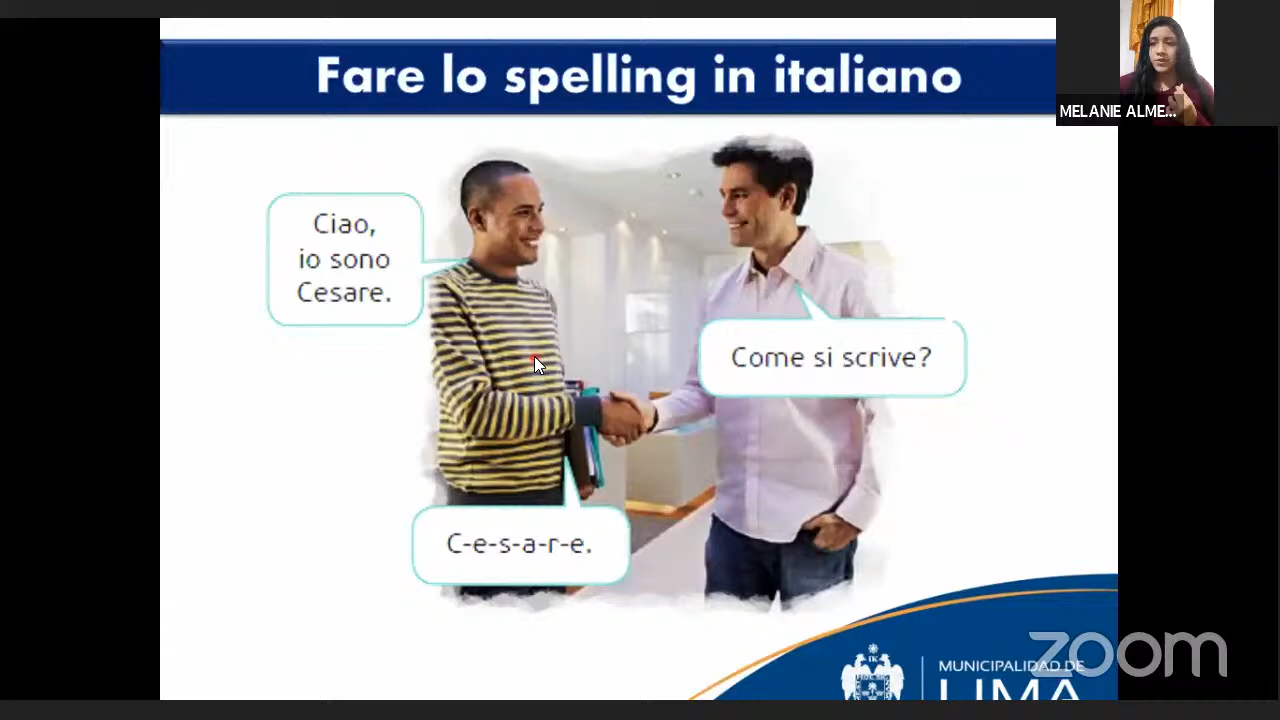 Fare lo spelling in italiano
MELANIE ALME...
Ciao,
io sono
Cesare.
Come si scrive?
C-e-s-a-r-e.
zoom
MUNICIPALIDAD DE
LIMA